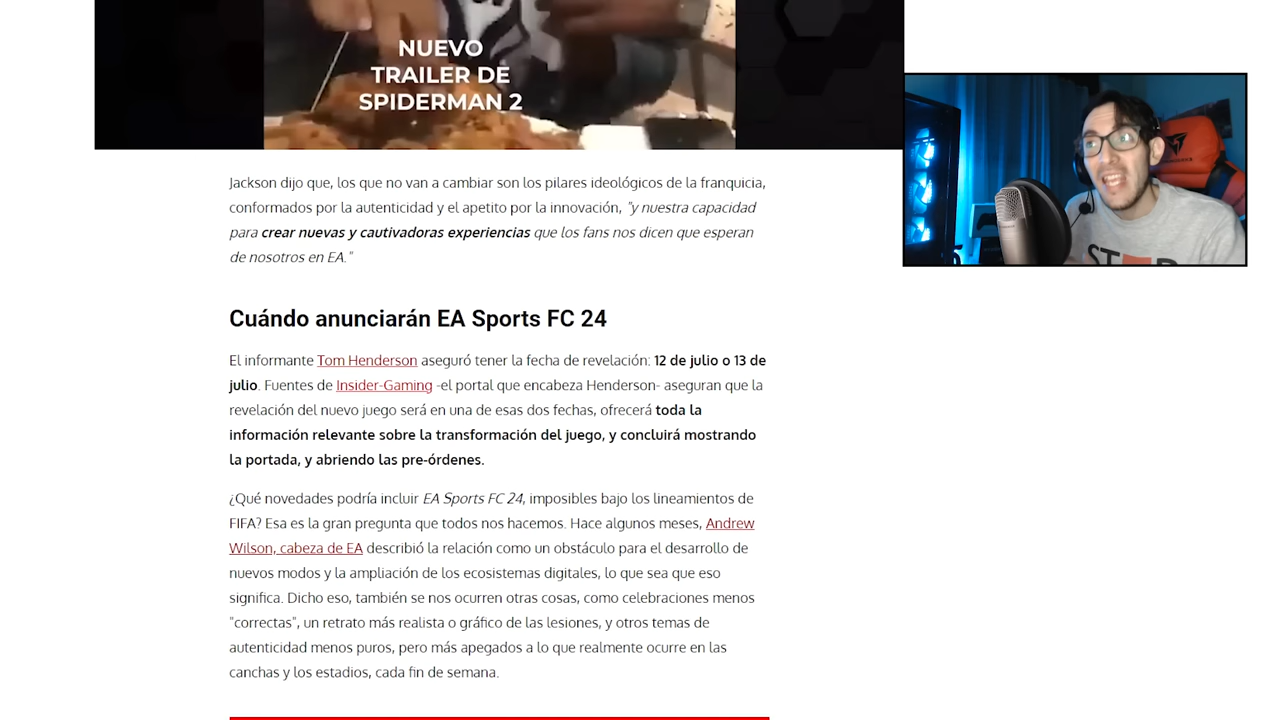 NUEVO
TRAILER DE
SPIDERMAN 2
Jackson dijo que, los que no van a cambiar son los pilares ideológicos de la franquicia,
conformados por la autenticidad y el apetito por la innovación, "y nuestra capacidad
para crear nuevas y cautivadoras experiencias que los fans nos dicen que esperan
de nosotros en EA."
Cuándo anunciarán EA Sports FC 24
El informante Tom Henderson aseguró tener la fecha de revelación: 12 de julio o 13 de
julio. Fuentes de Insider-Gaming -el portal que encabeza Henderson- aseguran que la
revelación del nuevo juego será en una de esas dos fechas, ofrecerá toda la
información relevante sobre la transformación del juego, y concluirá mostrando
la portada, y abriendo las pre-órdenes.
¿Qué novedades podría incluir EA Sports FC 24, imposibles bajo los lineamientos de
FIFA? Esa es la gran pregunta que todos nos hacemos. Hace algunos meses, Andrew
Wilson, cabeza de EA describió la relación como un obstáculo para el desarrollo de
nuevos modos y la ampliación de los ecosistemas digitales, lo que sea que eso
significa. Dicho eso, también se nos ocurren otras cosas, como celebraciones menos
"correctas", un retrato más realista o gráfico de las lesiones, y otros temas de
autenticidad menos puros, pero más apegados a lo que realmente ocurre en las
canchas y los estadios, cada fin de semana.